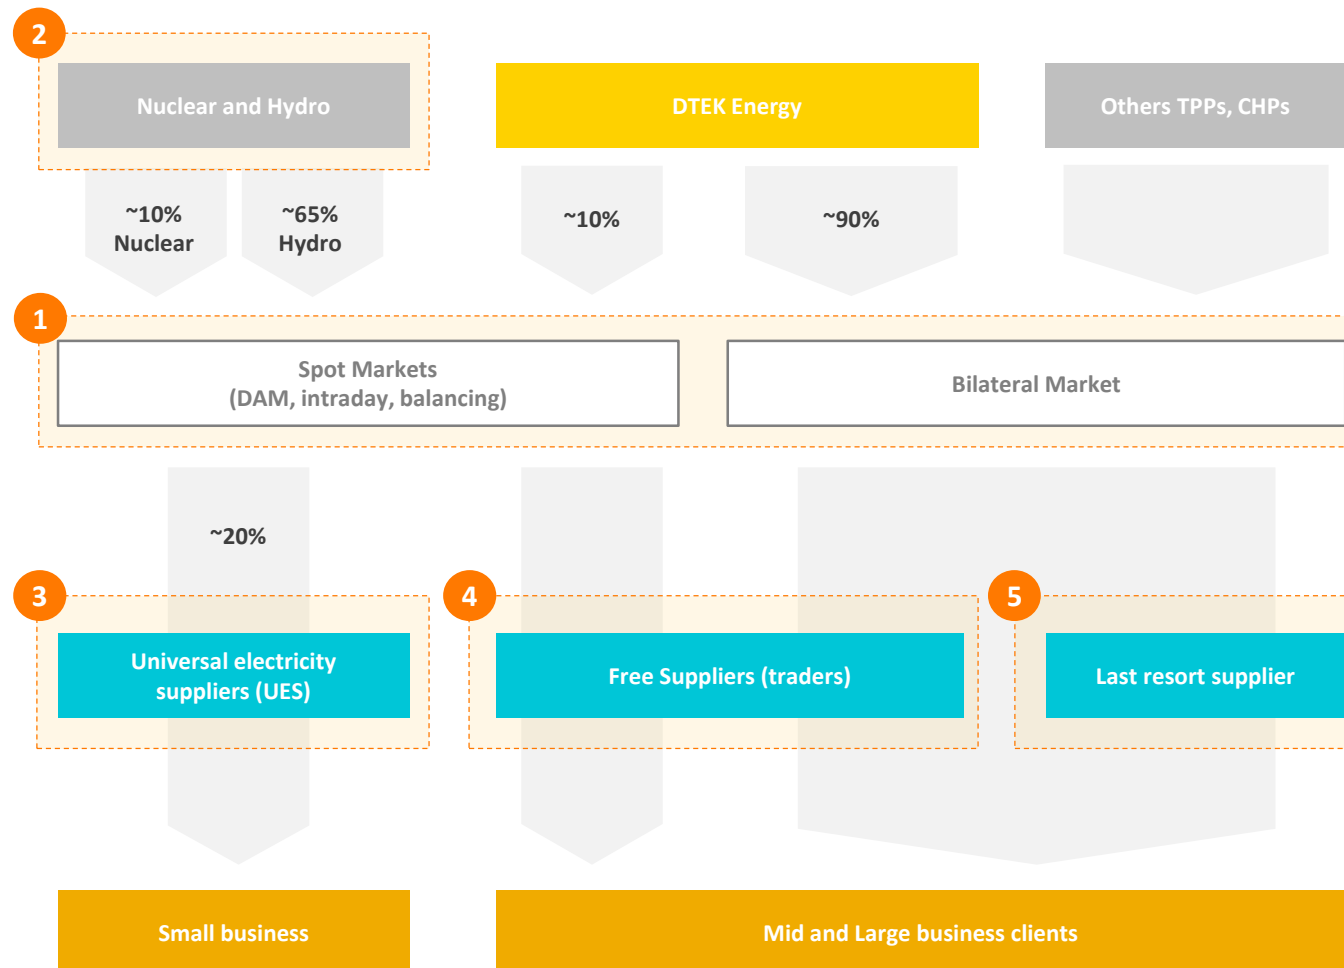 2
Nuclear and Hydro
DTEK Energy
Others TPPs, CHPs
~10%
Nuclear
~65%
Hydro
~10%
~90%
1
Spot Markets
(DAM, intraday, balancing)
Bilateral Market
~20%
3
4
5
Universal electricity
suppliers (UES)
Free Suppliers (traders)
Last resort supplier
Small business
Mid and Large business clients